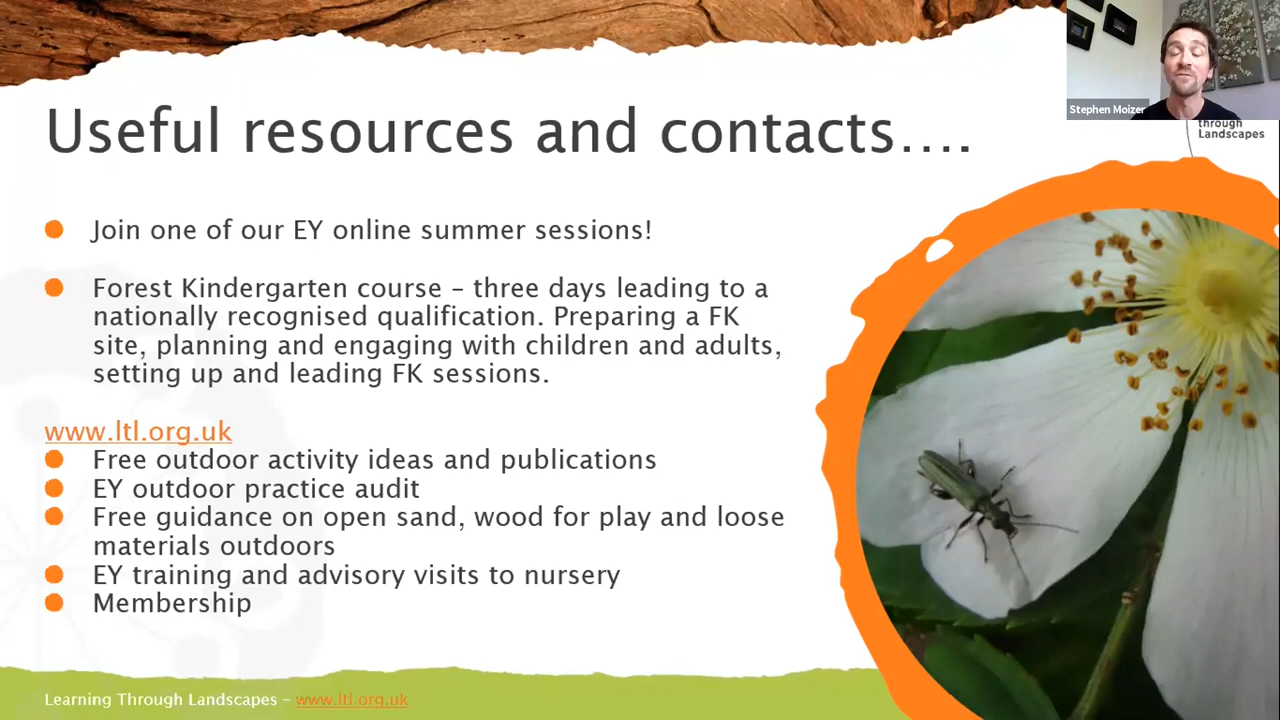 Stephen Moizer
through
Landscapes
Useful resources and contacts....
Join one of our EY online summer sessions!
Forest Kindergarten course – three days leading to a
nationally recognised qualification. Preparing a FK
site, planning and engaging with children and adults,
setting up and leading FK sessions.
www.ltl.org.uk
Free outdoor activity ideas and publications
EY outdoor practice audit
Free guidance on open sand, wood for play and loose
materials outdoors
EY training and advisory visits to nursery
Membership
Learning Through Landscapes – www.ltl.org.uk